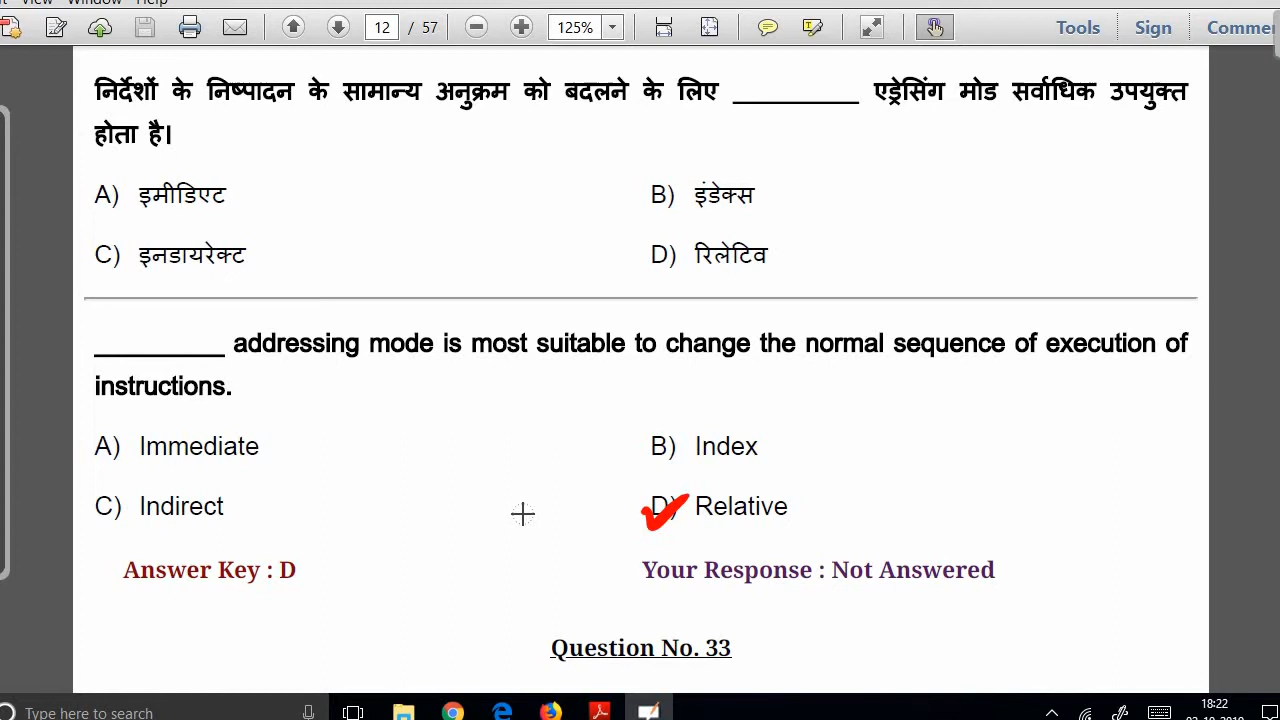 12 / 57
125%
Tools Sign
निर्देशों के निष्पादन के सामान्य अनुक्रम को बदलने के लिए __________ एड्रेसिंग मोड सर्वाधिक उपयुक्त
होता है।
A) इमीडिएट B) इंडेक्स
C) इनडायरेक्ट D) रिलेटिव
__________ addressing mode is most suitable to change the normal sequence of execution of
instructions.
A) Immediate B) Index
C) Indirect D) Relative
Answer Key : D Your Response : Not Answered
Question No. 33
Type here to search
18:22